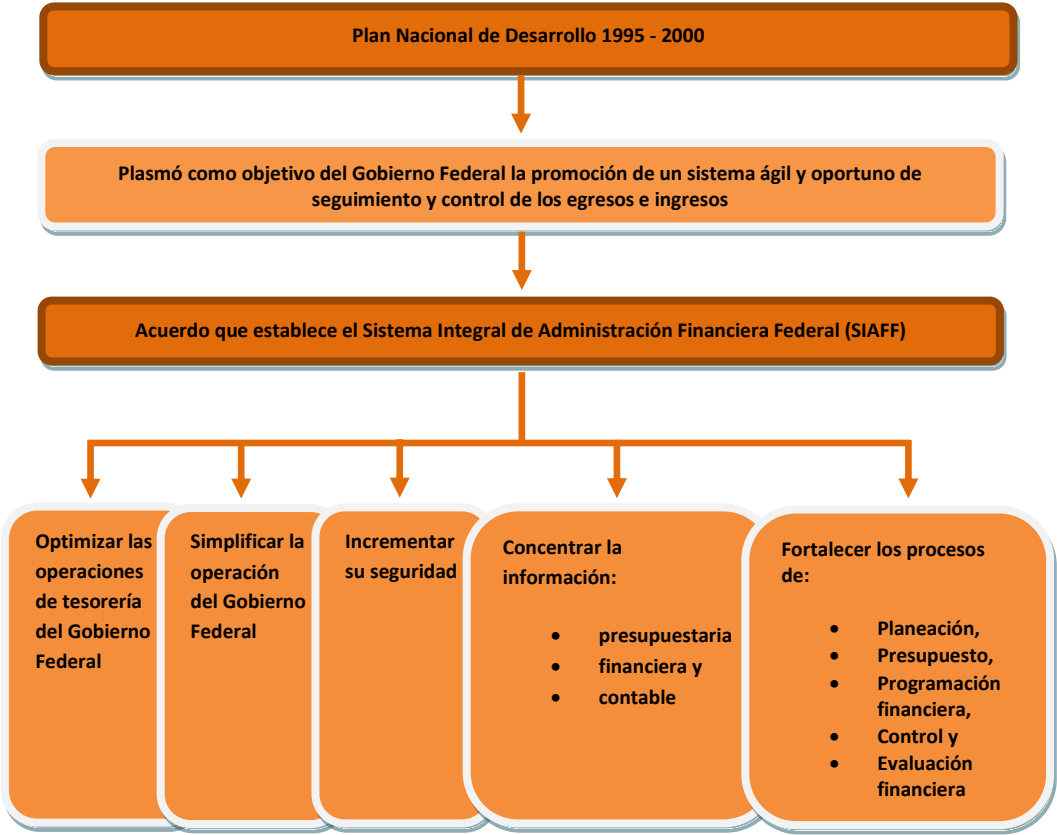 Plan Nacional de Desarrollo 1995 - 2000
Plasmó como objetivo del Gobierno Federal la promoción de un sistema ágil y oportuno de
seguimiento y control de los egresos e ingresos
Acuerdo que establece el Sistema Integral de Administración Financiera Federal (SIAFF)
Optimizar las
operaciones
de tesorería
del Gobierno
Federal
Simplificar la
operación
del Gobierno
Federal
Incrementar
su seguridad
Concentrar la
información:
• presupuestaria
• financiera y
• contable
Fortalecer los procesos
de:
• Planeación,
• Presupuesto,
• Programación
financiera,
• Control y
• Evaluación
financiera